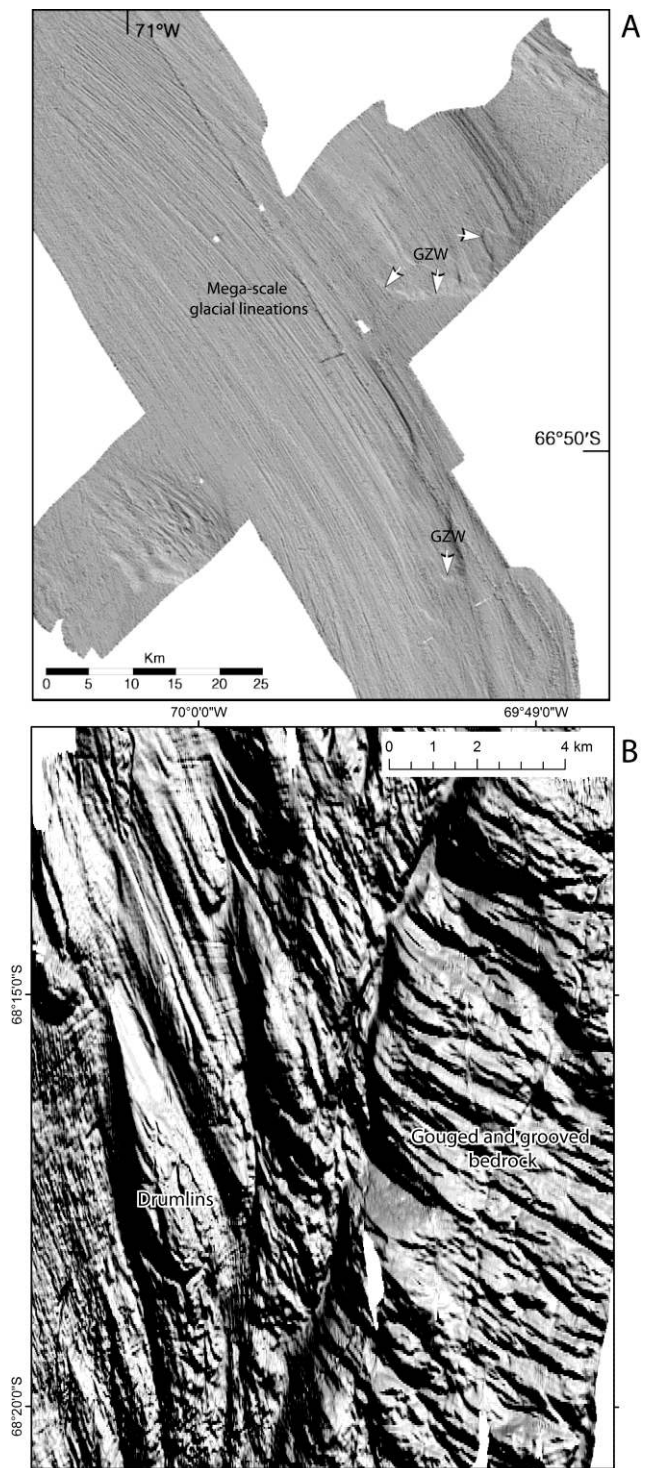 A
71°W
GZW
Mega-scale
glacial lineations
66°50'S
GZW
Km
0 5 10 15 20 25
70°0'0"W
69°49'0"W
B
0 1 2 4 km
68°15'0"S
Gouged and grooved
bedrock
Drumlins
68°20'0"S